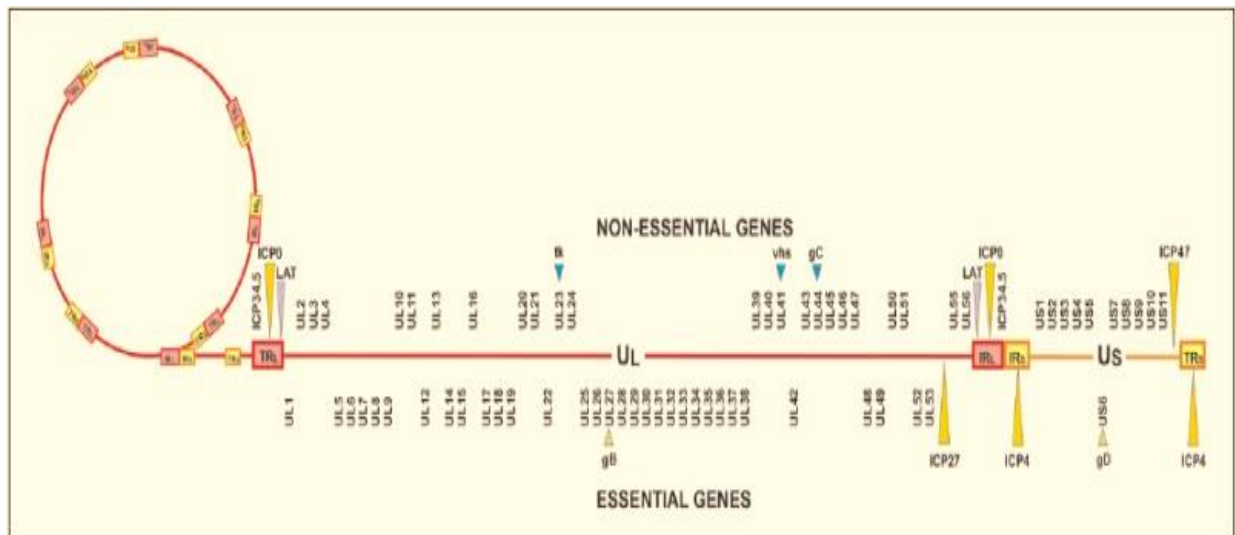 NON-ESSENTIAL GENES
tk
vhs
gC
ICP47
ICP0
LAT
LAT
ICP0
ICP34.5
UL2
UL3
UL4
UL10
UL11
UL13
UL16
UL20
UL21
UL23
UL24
UL39
UL40
UL41
UL43
UL44
UL45
UL46
UL47
UL50
UL51
UL55
UL56
ICP34.5
US1
US2
US3
US4
US5
US7
US8
US9
US10
US11
TRL
UL
IRL
IRS
US
TRS
UL1
UL5
UL6
UL7
UL8
UL9
UL12
UL14
UL15
UL17
UL18
UL19
UL22
UL25
UL26
UL27
UL28
UL29
UL30
UL31
UL32
UL33
UL34
UL35
UL36
UL37
UL38
UL42
UL48
UL49
UL52
UL53
US6
gB
ICP27
ICP4
gD
ICP4
ESSENTIAL GENES